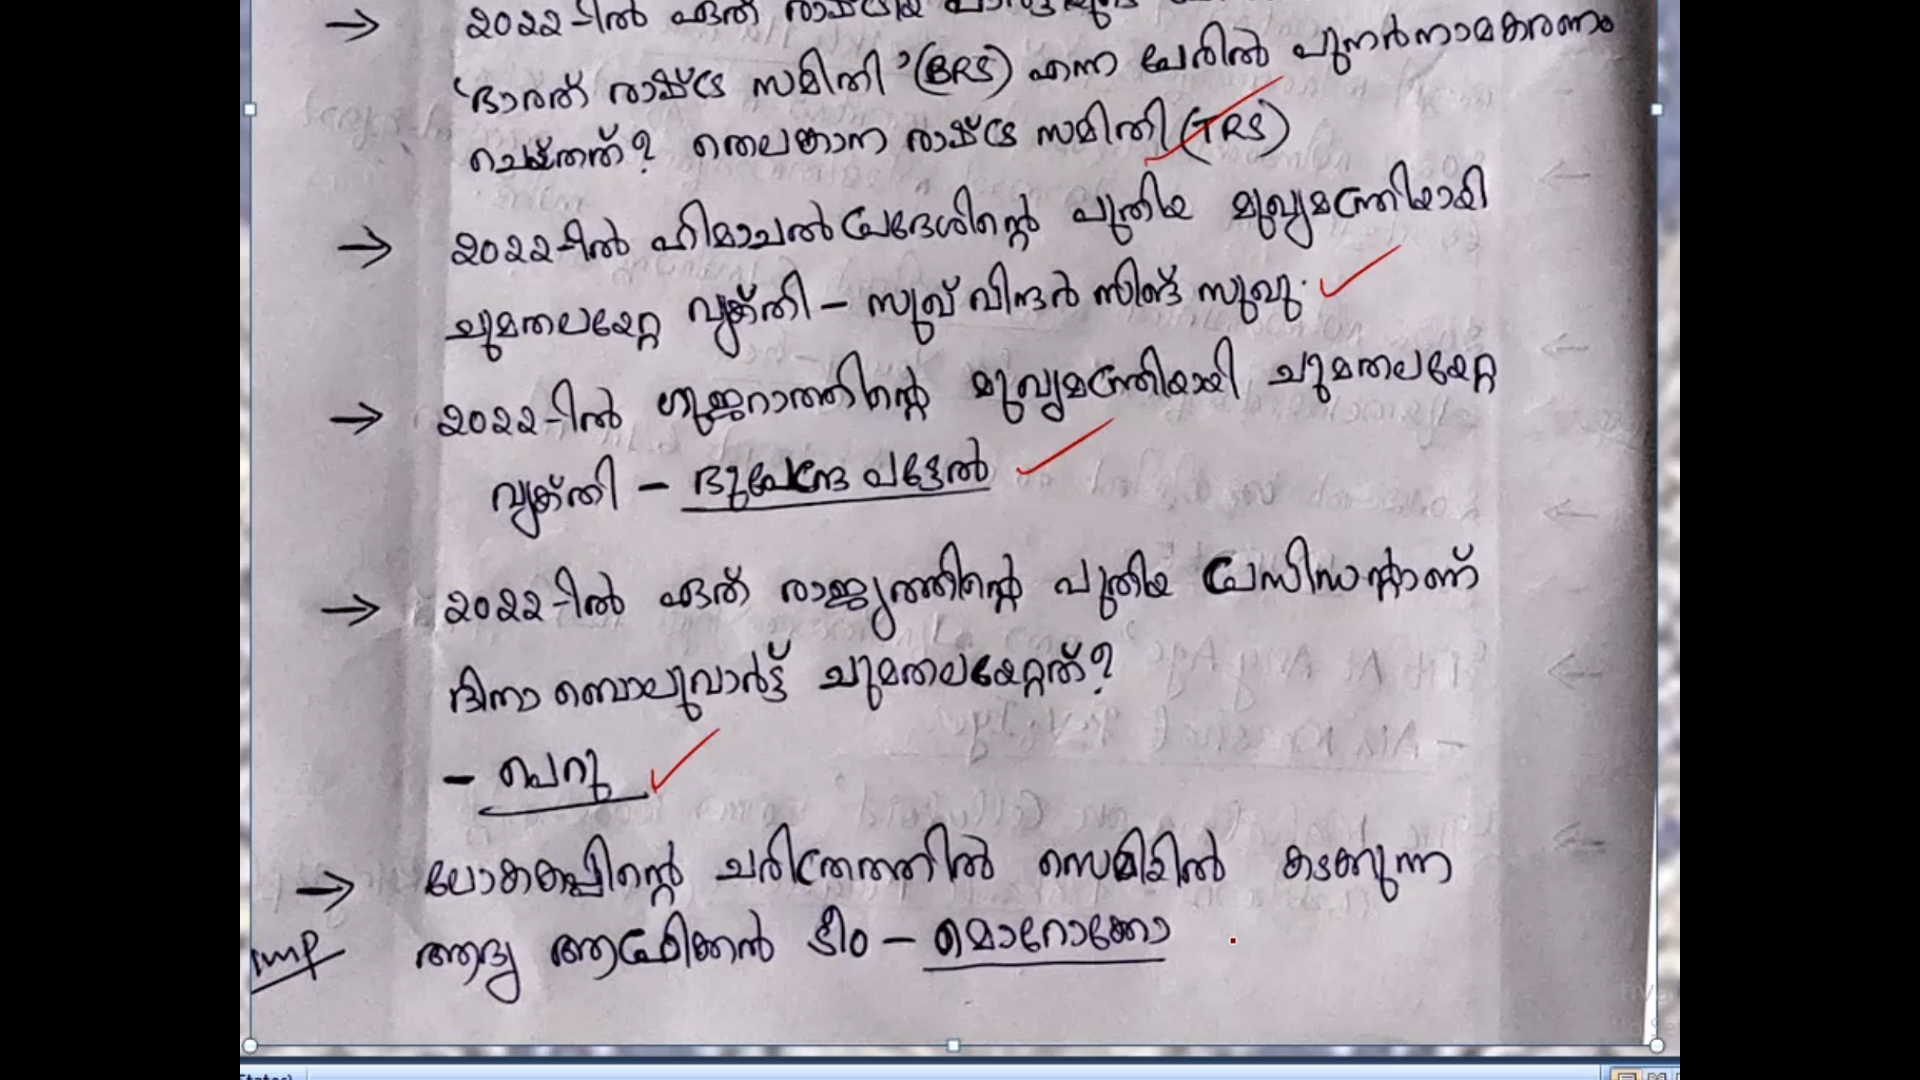 → 2022-ൽ ഏത് രാഷ്ട്രീയ പാർട്ടിയുടെ
'ഭാരത് രാഷ്ട്ര സമിതി' (BRS) എന്ന പേരിൽ പുനർനാമകരണം
ചെയ്തത്? തെലങ്കാന രാഷ്ട്ര സമിതി (TRS)
→ 2022-ൽ ഹിമാചൽ പ്രദേശിന്റെ പുതിയ മുഖ്യമന്ത്രിയായി
ചുമതലയേറ്റ വ്യക്തി - സുഖ് വിന്ദർ സിങ് സുഖു.
→ 2022-ൽ ഗുജറാത്തിന്റെ മുഖ്യമന്ത്രിയായി ചുമതലയേറ്റ
വ്യക്തി - ഭൂപേന്ദ്ര പട്ടേൽ
→ 2022-ൽ ഏത് രാജ്യത്തിന്റെ പുതിയ പ്രസിഡന്റാണ്
ദിനാ ബൊലുവാർട്ട് ചുമതലയേറ്റത്?
- പെറു
→ ലോകകപ്പിന്റെ ചരിത്രത്തിൽ സെമിയിൽ കടക്കുന്ന
imp ആദ്യ ആഫ്രിക്കൻ ടീം - മൊറോക്കോ